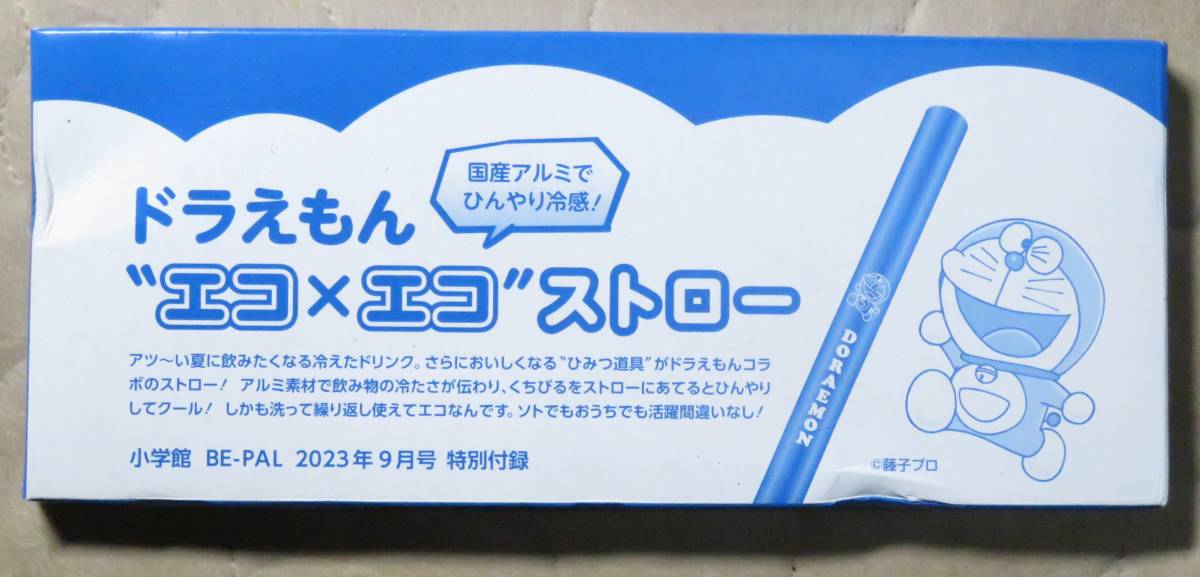 国産アルミで
ひんやり冷感!
ドラえもん
“エコ×エコ”ストロー
アツ～い夏に飲みたくなる冷えたドリンク。さらにおいしくなる“ひみつ道具”がドラえもんコラ
ボのストロー! アルミ素材で飲み物の冷たさが伝わり、くちびるをストローにあてるとひんやり
してクール! しかも洗って繰り返し使えてエコなんです。ソトでもおうちでも活躍間違いなし!
小学館 BE-PAL 2023年9月号 特別付録
DORAEMON
©藤子プロ